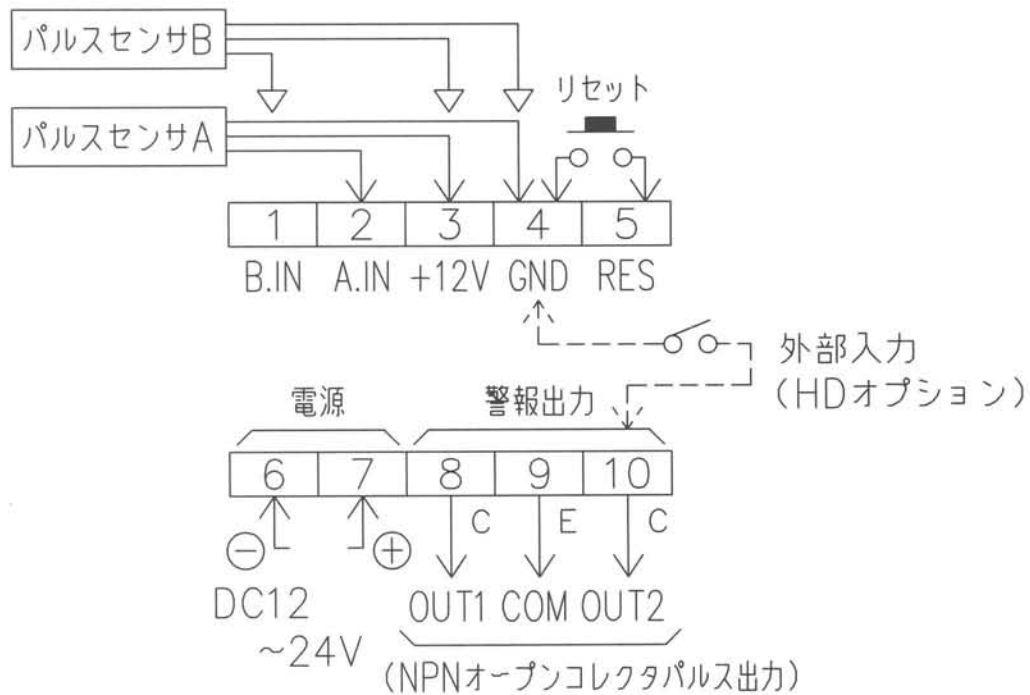 パルスセンサB
リセット
パルスセンサA
1 2 3 4 5
B.IN A.IN +12V GND RES
外部入力
(HDオプション)
電源 警報出力
6 7 8 9 10
C E C
⊖ ⊕
DC12 OUT1 COM OUT2
~24V
(NPNオープンコレクタパルス出力)